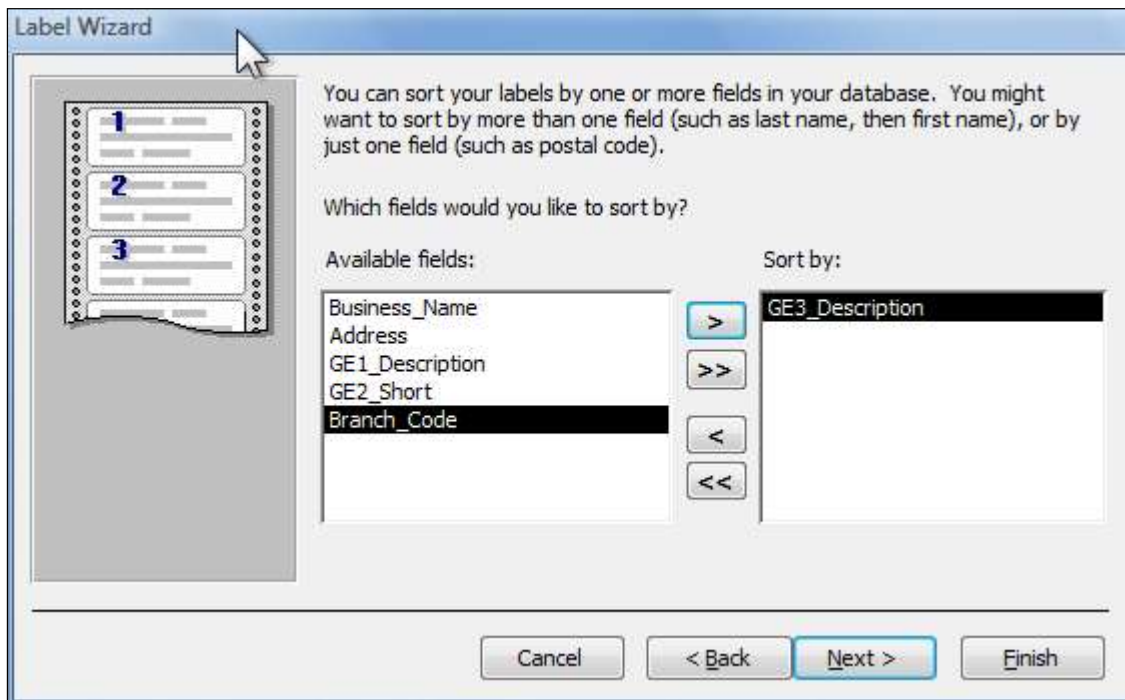 Label Wizard
You can sort your labels by one or more fields in your database. You might
want to sort by more than one field (such as last name, then first name), or by
just one field (such as postal code).
Which fields would you like to sort by?
Available fields:
Sort by:
Business_Name
Address
GE1_Description
GE2_Short
Branch_Code
>
>>
<
<<
GE3_Description
1
2
3
Cancel
< Back
Next >
Finish